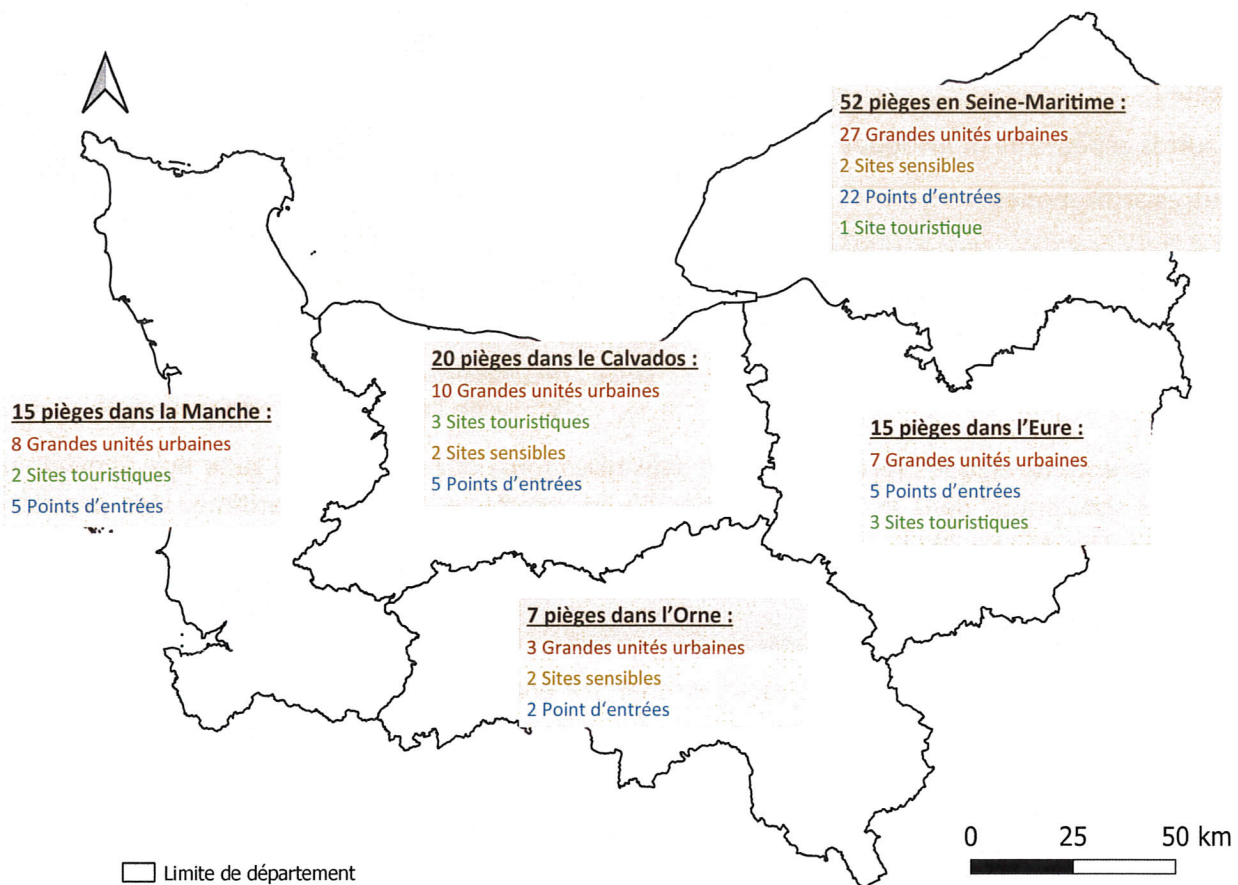 52 pièges en Seine-Maritime :
27 Grandes unités urbaines
2 Sites sensibles
22 Points d'entrées
1 Site touristique
20 pièges dans le Calvados :
10 Grandes unités urbaines
3 Sites touristiques
2 Sites sensibles
5 Points d'entrées
15 pièges dans la Manche :
8 Grandes unités urbaines
2 Sites touristiques
5 Points d'entrées
15 pièges dans l'Eure :
7 Grandes unités urbaines
5 Points d'entrées
3 Sites touristiques
7 pièges dans l'Orne :
3 Grandes unités urbaines
2 Sites sensibles
2 Point d'entrées
0 25 50 km
Limite de département